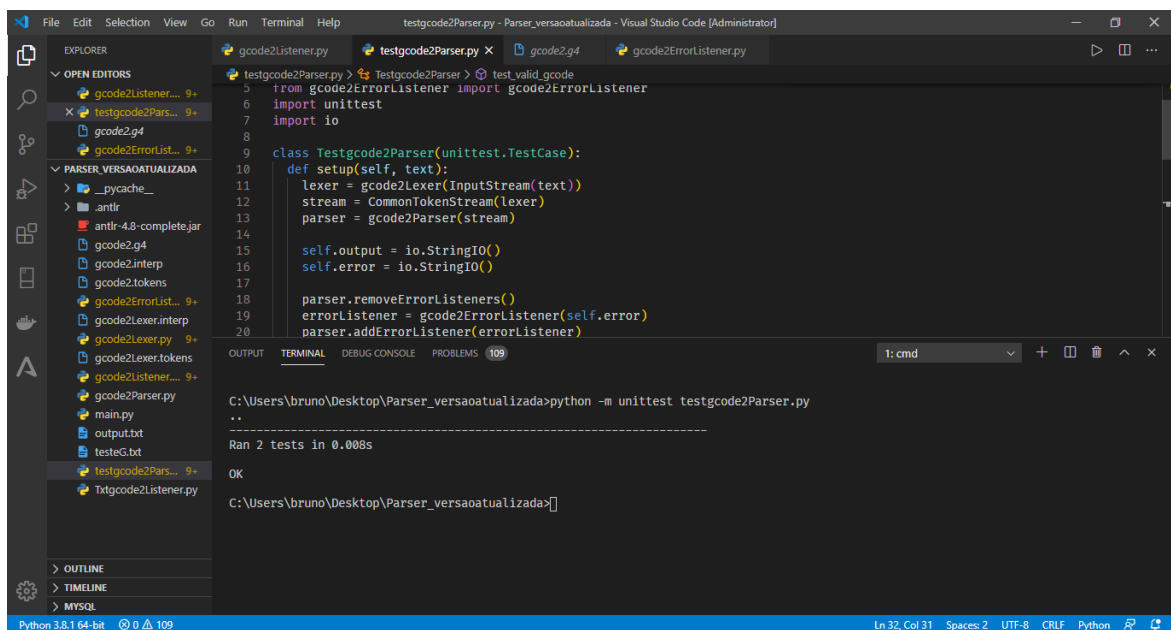 File Edit Selection View Go Run Terminal Help testgcode2Parser.py - Parser_versaoatualizada - Visual Studio Code [Administrator]
EXPLORER
OPEN EDITORS
gcode2Listener.... 9+
testgcode2Pars... 9+
gcode2.g4
gcode2ErrorList... 9+
PARSER_VERSAOATUALIZADA
__pycache__
.antlr
antlr-4.8-complete.jar
gcode2.g4
gcode2.interp
gcode2.tokens
gcode2ErrorList... 9+
gcode2Lexer.interp
gcode2Lexer.py 9+
gcode2Lexer.tokens
gcode2Listener.... 9+
gcode2Parser.py
main.py
output.txt
testeG.txt
testgcode2Pars... 9+
Txtgcode2Listener.py
OUTLINE
TIMELINE
MYSQL
gcode2Listener.py testgcode2Parser.py gcode2.g4 gcode2ErrorListener.py
testgcode2Parser.py > Testgcode2Parser > test_valid_gcode
5 from gcode2ErrorListener import gcode2ErrorListener
6 import unittest
7 import io
8
9 class Testgcode2Parser(unittest.TestCase):
10 def setup(self, text):
11 lexer = gcode2Lexer(InputStream(text))
12 stream = CommonTokenStream(lexer)
13 parser = gcode2Parser(stream)
14
15 self.output = io.StringIO()
16 self.error = io.StringIO()
17
18 parser.removeErrorListeners()
19 errorListener = gcode2ErrorListener(self.error)
20 parser.addErrorListener(errorListener)
OUTPUT TERMINAL DEBUG CONSOLE PROBLEMS 109 1: cmd
C:\Users\bruno\Desktop\Parser_versaoatualizada>python -m unittest testgcode2Parser.py
..
----------------------------------------------------------------------
Ran 2 tests in 0.008s
OK
C:\Users\bruno\Desktop\Parser_versaoatualizada>
Python 3.8.1 64-bit 0 109 Ln 32, Col 31 Spaces: 2 UTF-8 CRLF Python